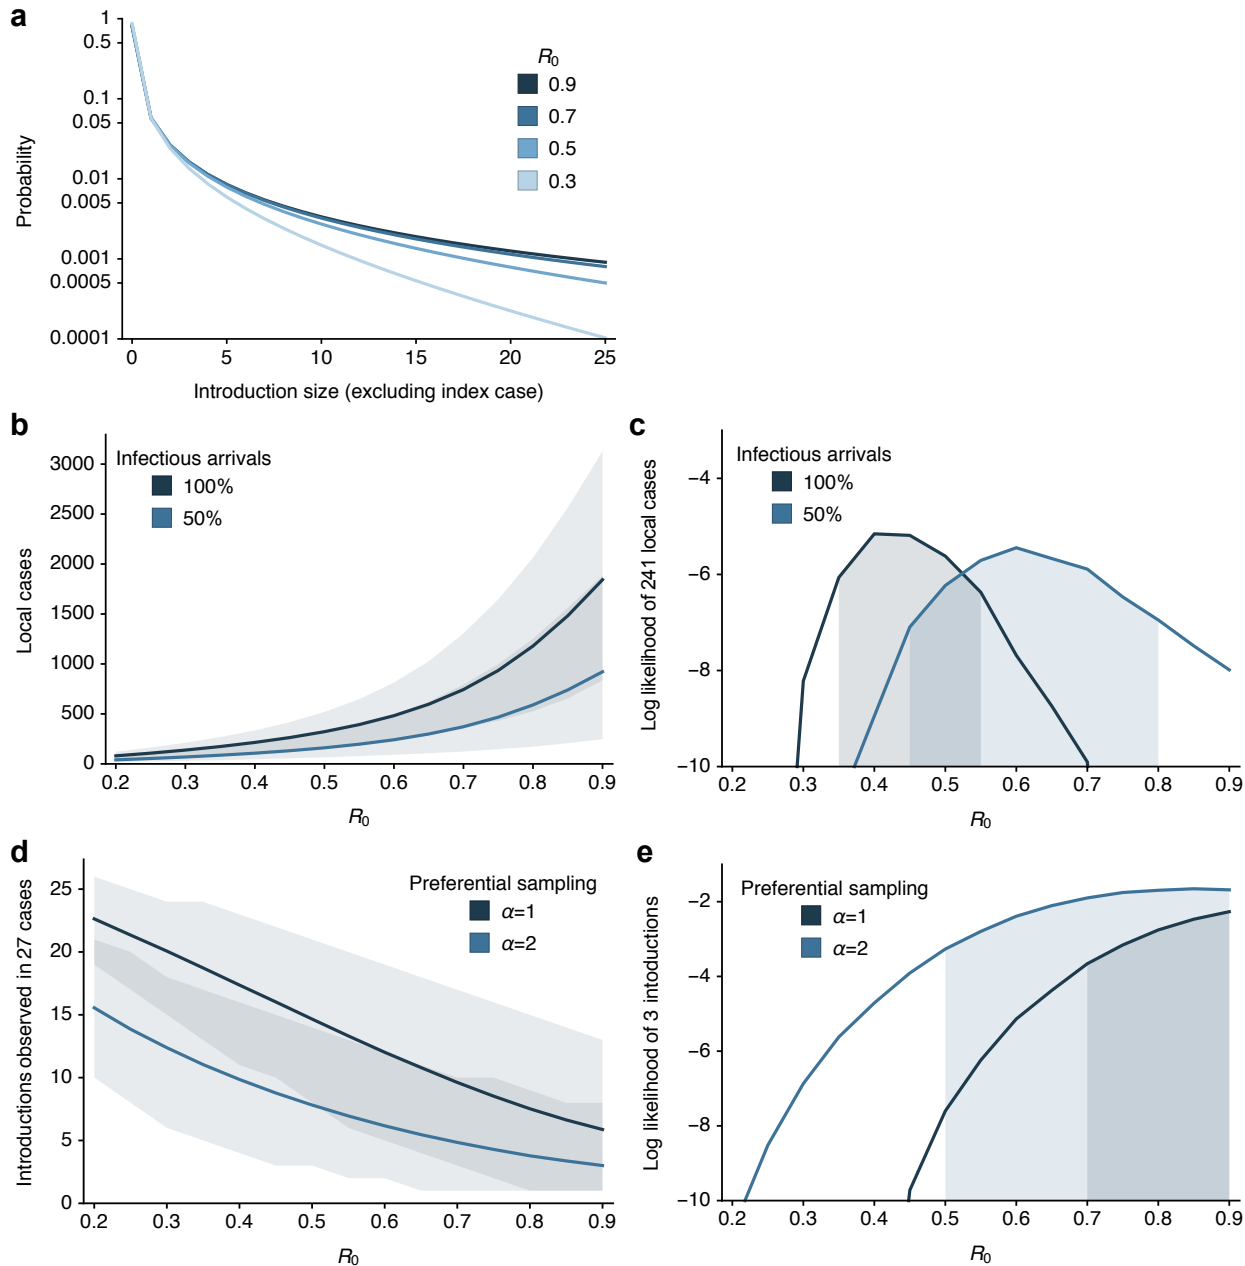 a
1
0.5
0.1
0.05
0.01
0.005
0.001
0.0005
0.0001
Probability
R0
0.9
0.7
0.5
0.3
0 5 10 15 20 25
Introduction size (excluding index case)
b
3000
2500
2000
1500
1000
500
0
Local cases
Infectious arrivals
100%
50%
0.2 0.3 0.4 0.5 0.6 0.7 0.8 0.9
R0
c
−4
−6
−8
−10
Log likelihood of 241 local cases
Infectious arrivals
100%
50%
0.2 0.3 0.4 0.5 0.6 0.7 0.8 0.9
R0
d
25
20
15
10
5
0
Introductions observed in 27 cases
Preferential sampling
α=1
α=2
0.2 0.3 0.4 0.5 0.6 0.7 0.8 0.9
R0
e
−2
−4
−6
−8
−10
Log likelihood of 3 intoductions
Preferential sampling
α=1
α=2
0.2 0.3 0.4 0.5 0.6 0.7 0.8 0.9
R0